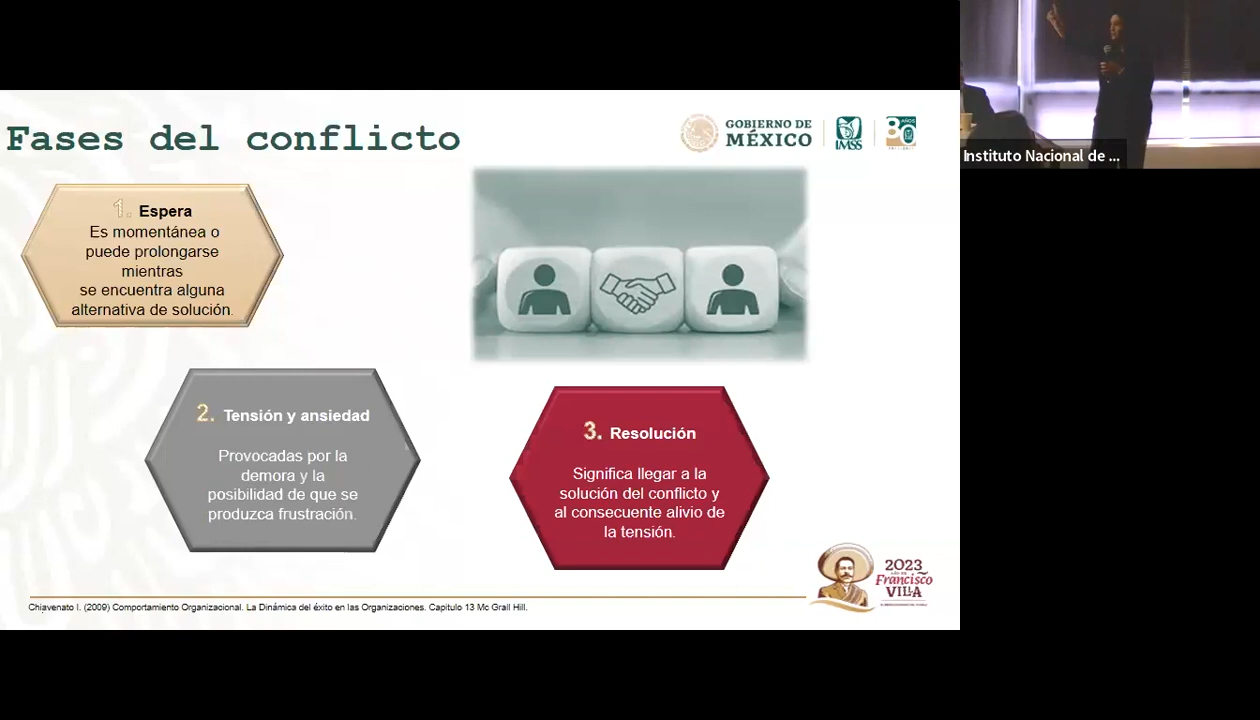 Fases del conflicto
GOBIERNO DE
MÉXICO
IMSS
80
AÑOS
Instituto Nacional de ...
1. Espera
Es momentánea o
puede prolongarse
mientras
se encuentra alguna
alternativa de solución.
2. Tensión y ansiedad
Provocadas por la
demora y la
posibilidad de que se
produzca frustración.
3. Resolución
Significa llegar a la
solución del conflicto y
al consecuente alivio de
la tensión.
2023
Francisco
VILLA
Chiavenato I. (2009) Comportamiento Organizacional. La Dinámica del éxito en las Organizaciones. Capitulo 13 Mc Grall Hill.